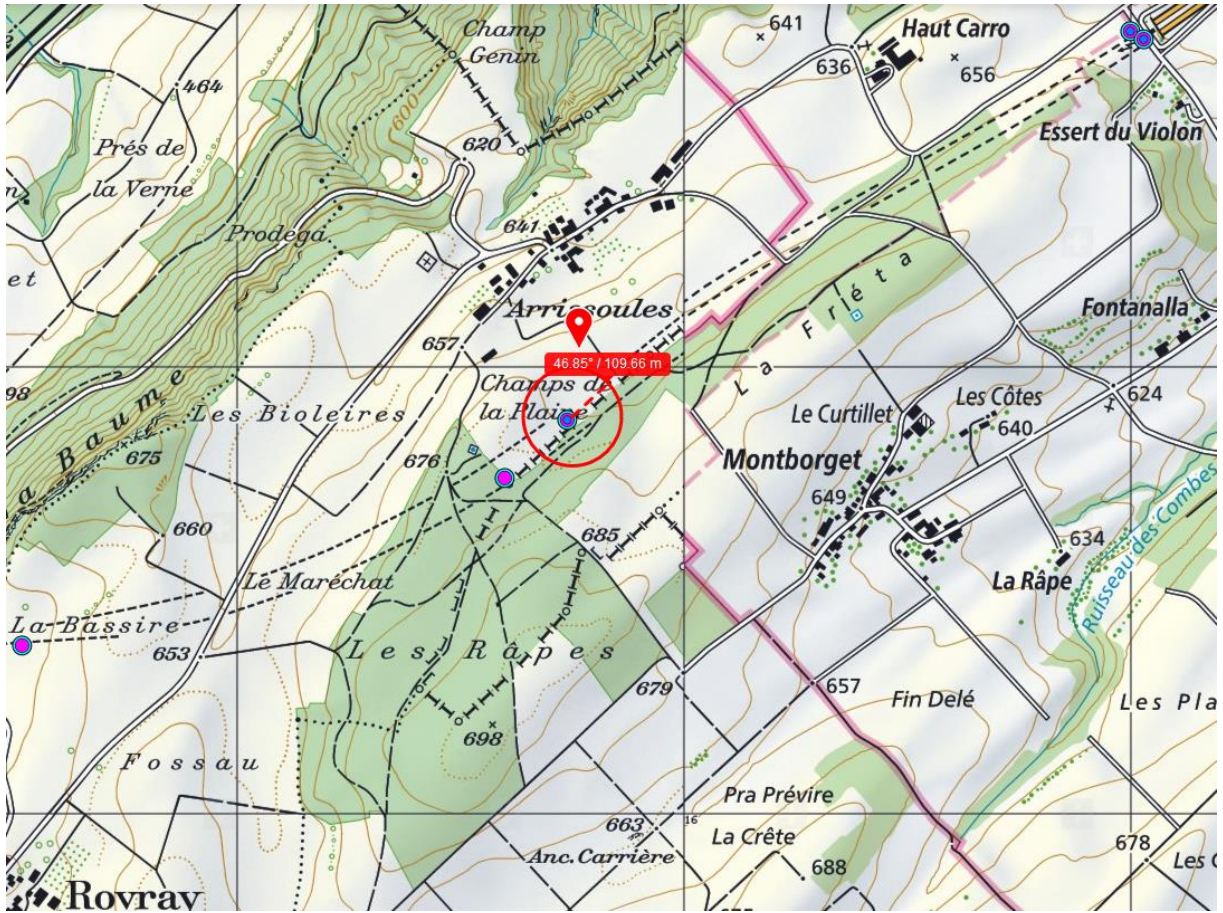 Champ
Genin
641
Haut Carro
636
656
464
600
620
Essert du Violon
Prés de
la Verne
641
Prodega
et
Arrissoules
La Friéta
Fontanalla
657
46.85° / 109.66 m
98
Champs de
la Plaine
624
Les Bioleires
Le Curtillet
Les Côtes
640
a Baume
675
676
Montborget
649
660
685
634
Le Maréchat
La Râpe
Ruisseau des Combes
La Bassire
653
Les Râpes
679
657
Fin Delé
Les Pla
698
Fossau
Pra Prévire
663
16
La Crête
Anc. Carrière
688
678
Les C
Rovray